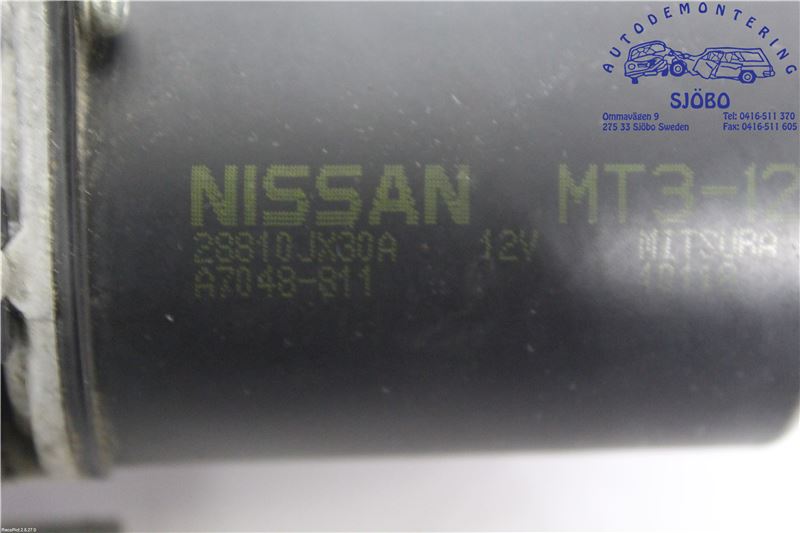 AUTODEMONTERING
SJÖBO
Ommavägen 9 Tel: 0416-511 370
275 33 Sjöbo Sweden Fax: 0416-511 605
NISSAN MT3-12
28810JX30A 12V MITSUBA
A7048-811